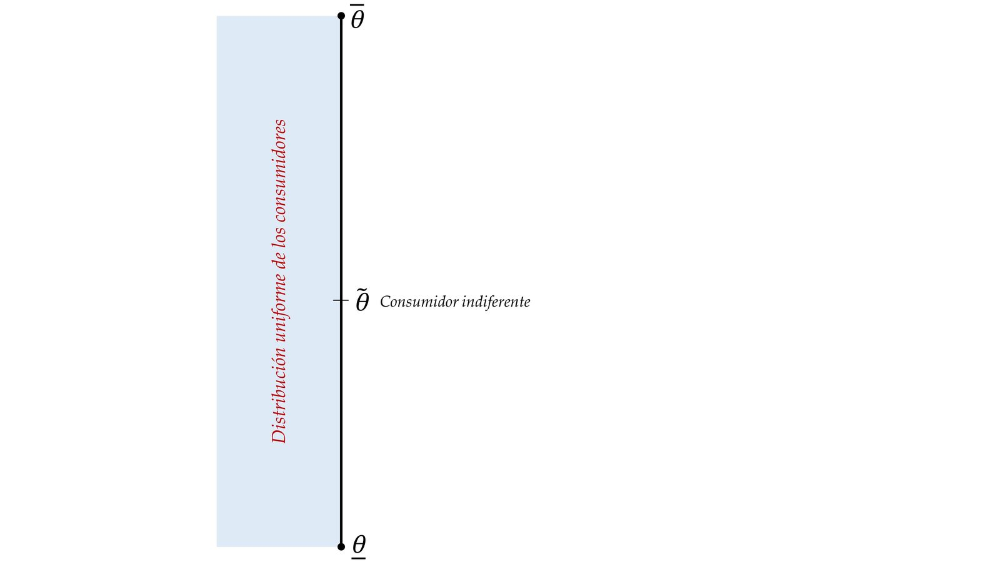 θ̅
Distribución uniforme de los consumidores
θ̃ Consumidor indiferente
θ̲